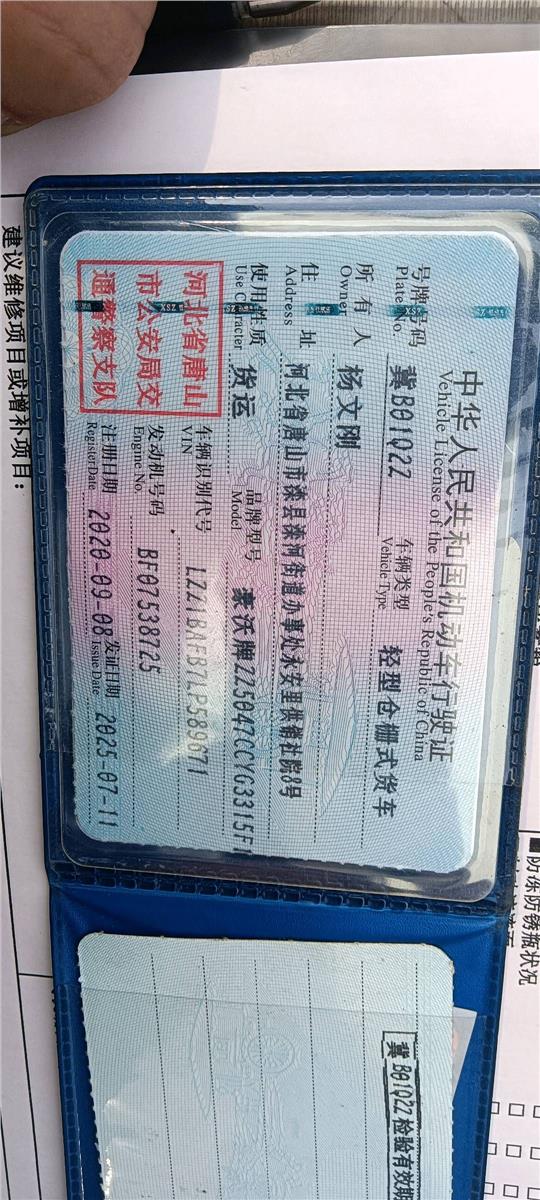 中华人民共和国机动车行驶证
Vehicle License of the People's Republic of China
号牌号码 冀B01Q2Z 车辆类型 轻型仓栅式货车
Plate No. Vehicle Type
所有人 杨文刚
Owner
住址 河北省唐山市滦县滦河街道办事处永安里供销社院8号
Address
使用性质 货运 品牌型号 豪沃牌ZZ5047CCYG3315F1
Use Character Model
河北省唐山
市公安局交
通警察支队
车辆识别代号 LZZ1BAFB7LP589671
VIN
发动机号码 BF07538725
Engine No.
注册日期 2020-09-08 发证日期 2025-07-11
Register Date Issue Date
冀B01Q2Z检验有效期
建议维修项目或增补项目：
防冻防锈瓶状况